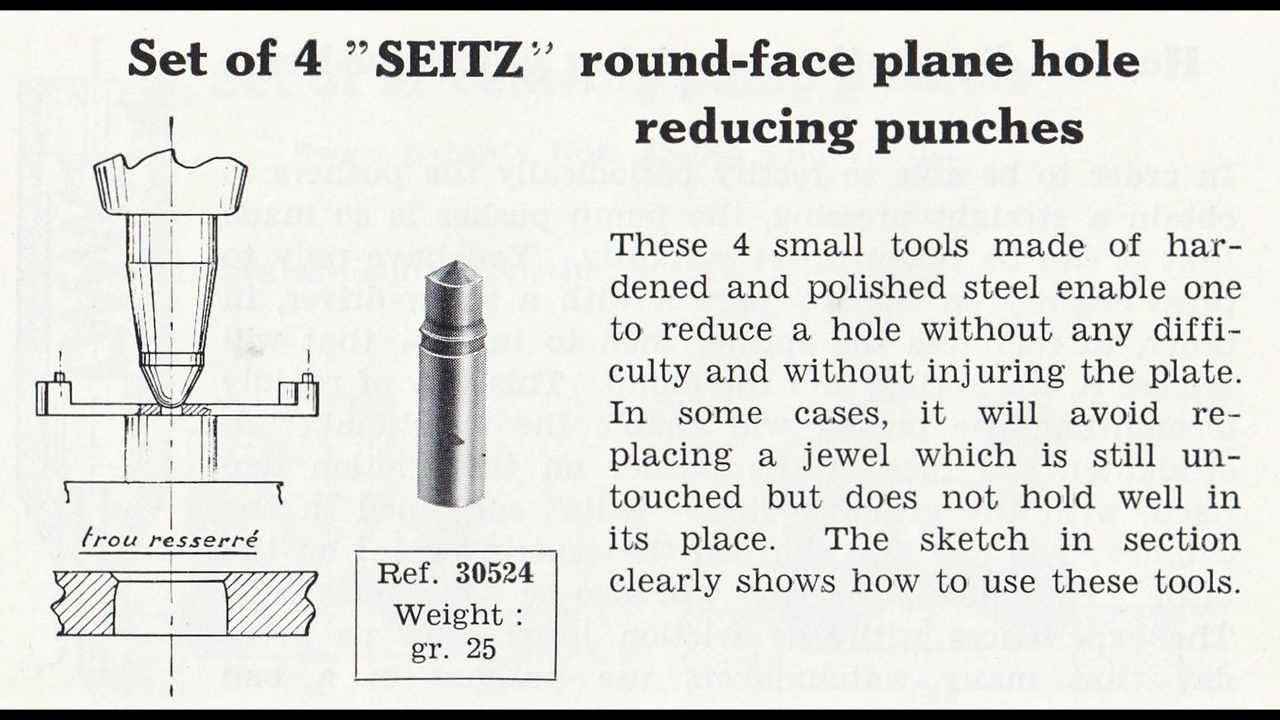 Set of 4 ”SEITZ” round-face plane hole
reducing punches
These 4 small tools made of har-
dened and polished steel enable one
to reduce a hole without any diffi-
culty and without injuring the plate.
In some cases, it will avoid re-
placing a jewel which is still un-
touched but does not hold well in
its place. The sketch in section
clearly shows how to use these tools.
trou resserré
Ref. 30524
Weight :
gr. 25